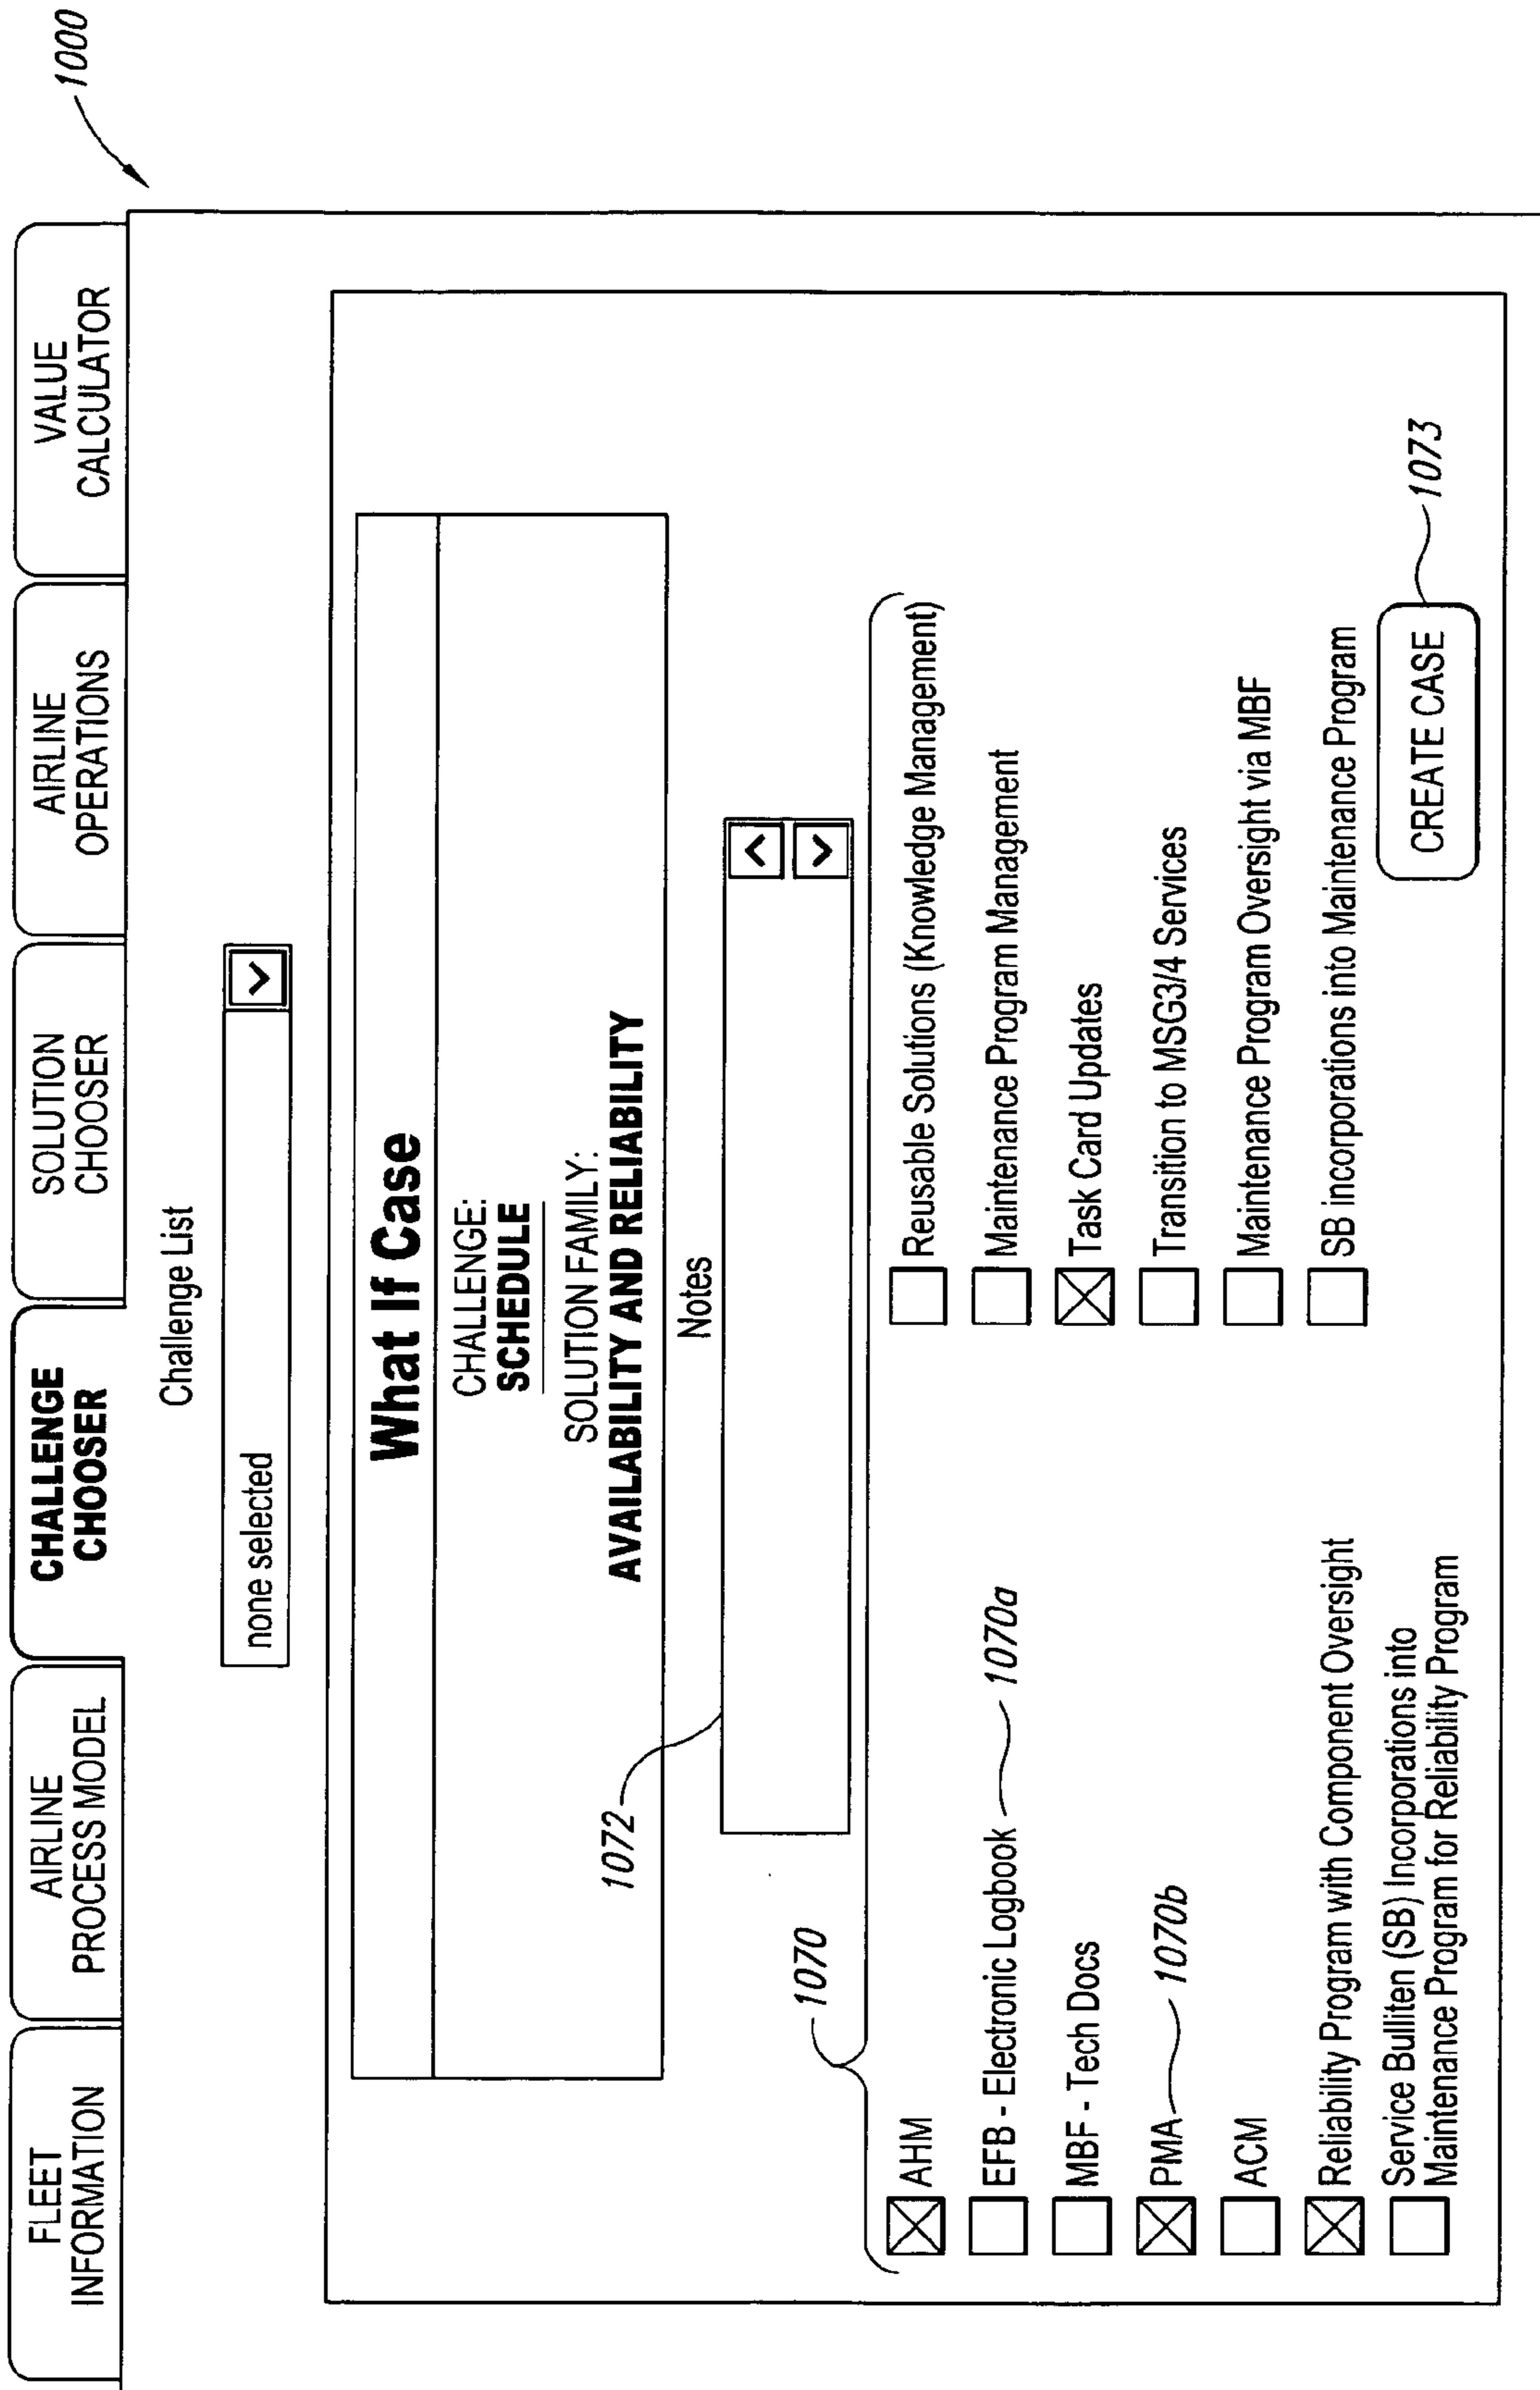 1000
FLEET
INFORMATION
AIRLINE
PROCESS MODEL
CHALLENGE
CHOOSER
SOLUTION
CHOOSER
AIRLINE
OPERATIONS
VALUE
CALCULATOR
Challenge List
none selected
What If Case
CHALLENGE:
SCHEDULE
SOLUTION FAMILY:
AVAILABILITY AND RELIABILITY
1072
Notes
1070
AHM
EFB - Electronic Logbook
1070a
MBF - Tech Docs
PMA
1070b
ACM
Reliability Program with Component Oversight
Service Bulliten (SB) Incorporations into
Maintenance Program for Reliability Program
Reusable Solutions (Knowledge Management)
Maintenance Program Management
Task Card Updates
Transition to MSG3/4 Services
Maintenance Program Oversight via MBF
SB incorporations into Maintenance Program
CREATE CASE
1073